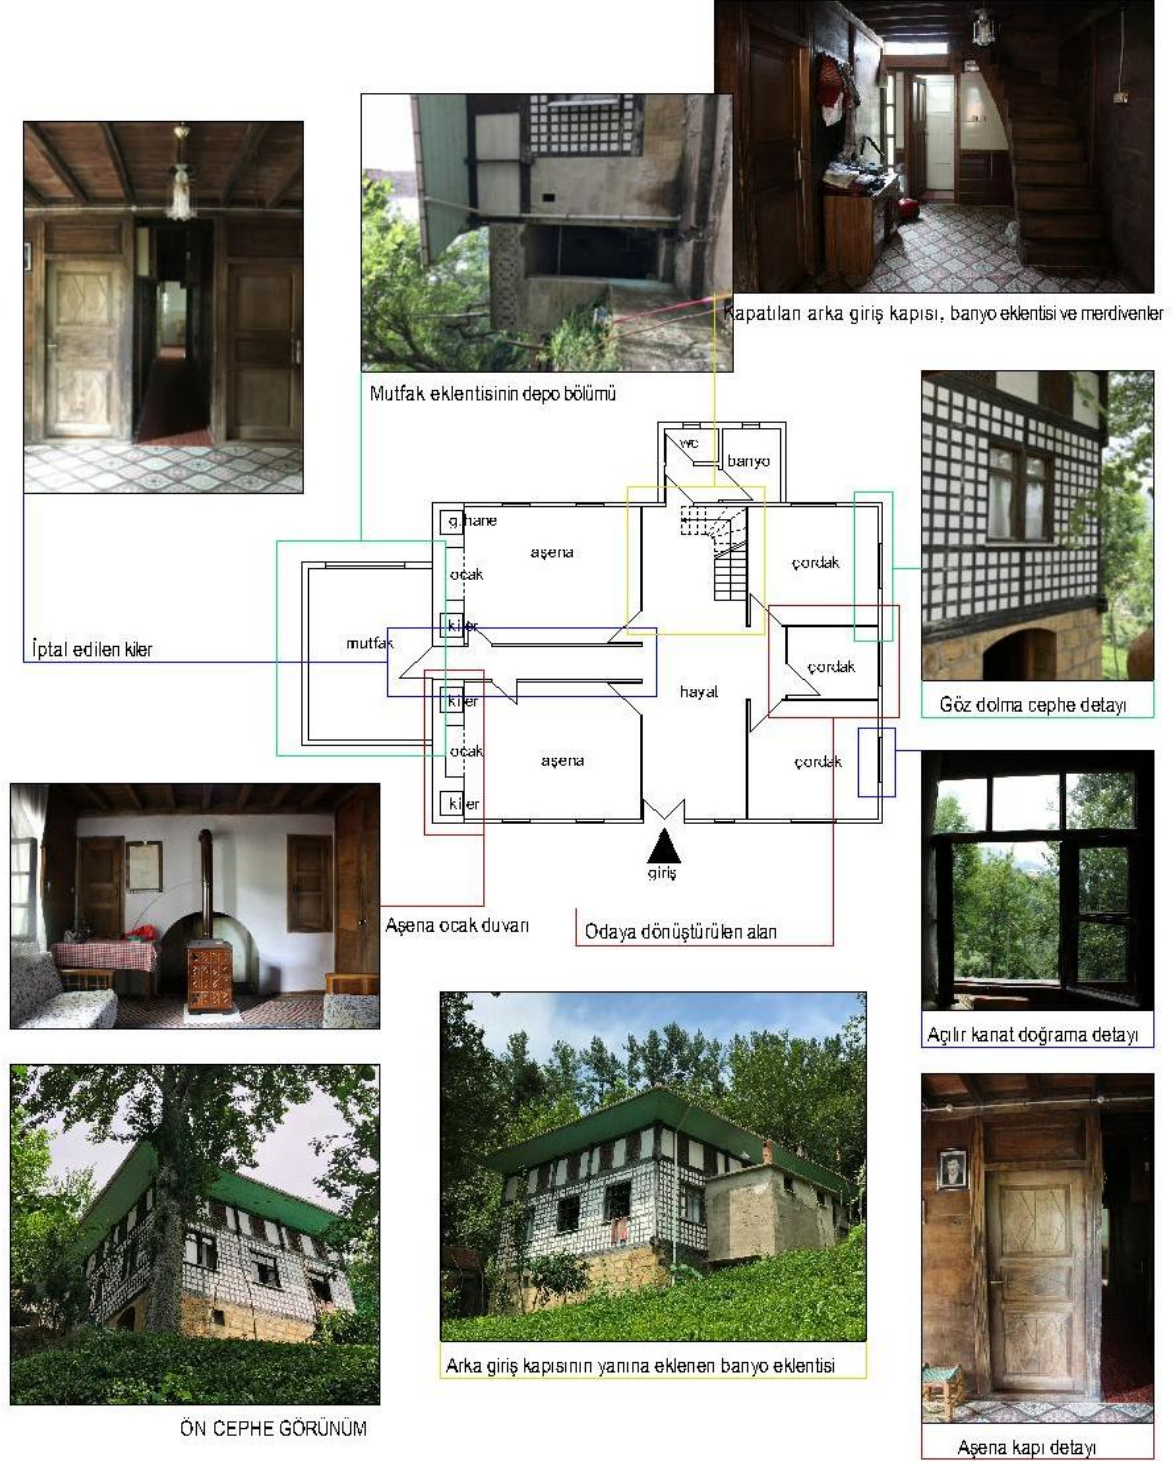 Kapatılan arka giriş kapısı, banyo eklentisi ve merdivenler
Mutfak eklentisinin depo bölümü
wc
banyo
g.hane
aşena
ocak
çordak
kiler
mutfak
İptal edilen kiler
çordak
hayat
Göz dolma cephe detayı
kiler
ocak
aşena
çordak
kiler
giriş
Aşena ocak duvarı
Odaya dönüştürülen alan
Açılır kanat doğrama detayı
Arka giriş kapısının yanına eklenen banyo eklentisi
ÖN CEPHE GÖRÜNÜM
Aşena kapı detayı